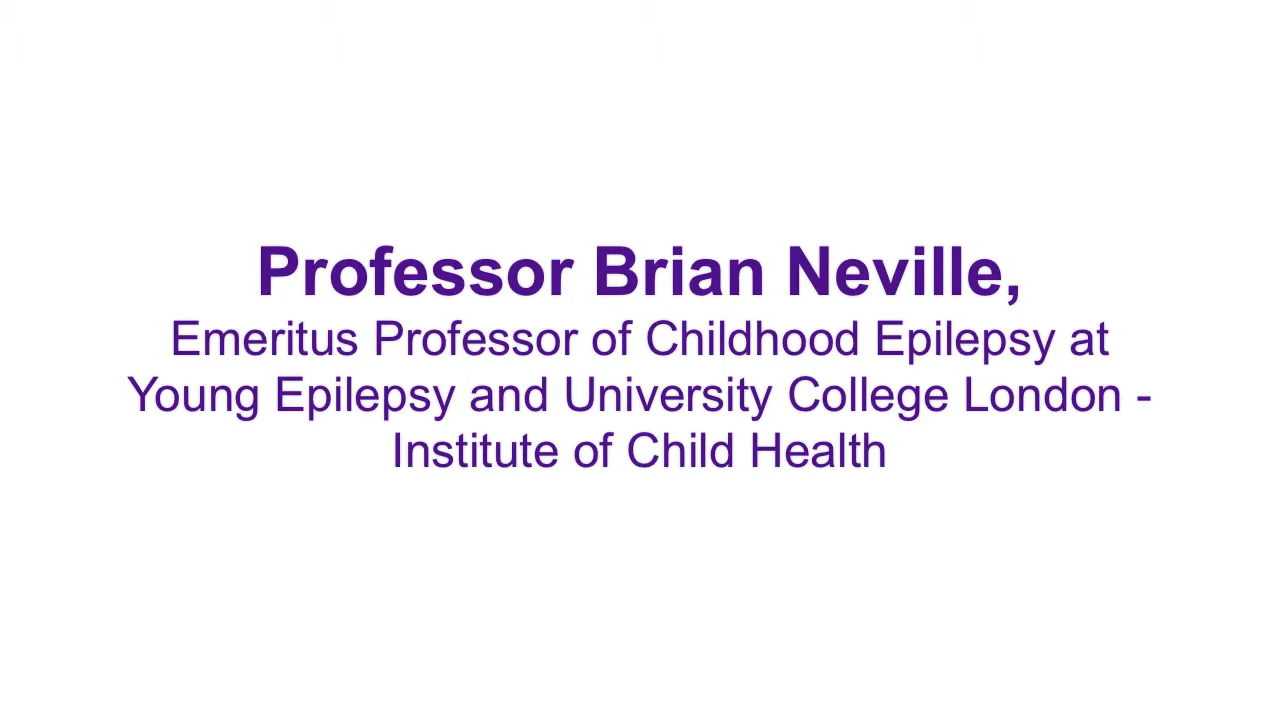 Professor Brian Neville,
Emeritus Professor of Childhood Epilepsy at
Young Epilepsy and University College London -
Institute of Child Health